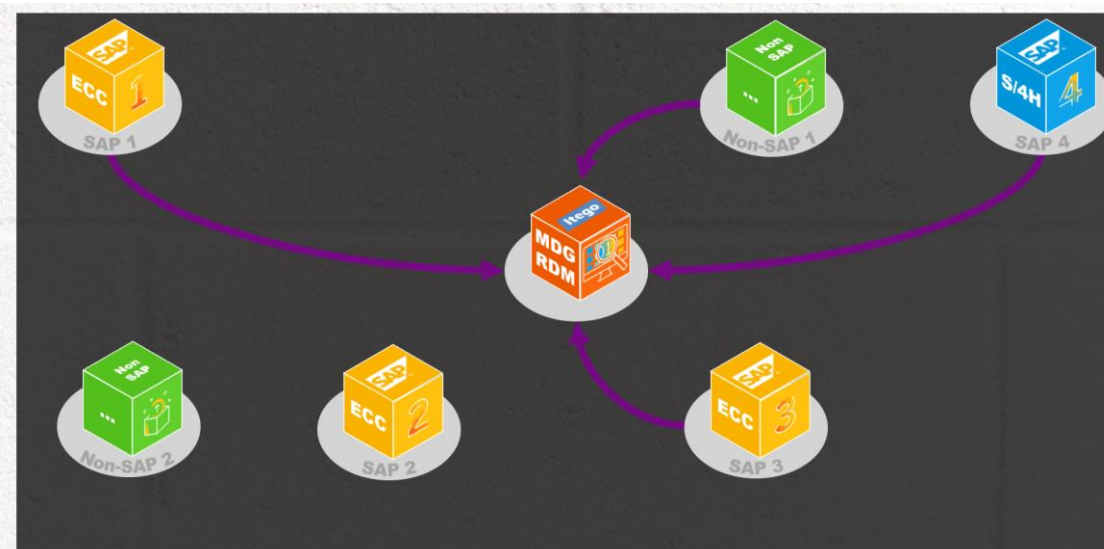 SAP
ECC
1
SAP 1
Non
SAP
...
Non-SAP 1
SAP
S/4H
4
SAP 4
Itego
MDG
RDM
Non
SAP
...
Non-SAP 2
SAP
ECC
2
SAP 2
SAP
ECC
3
SAP 3